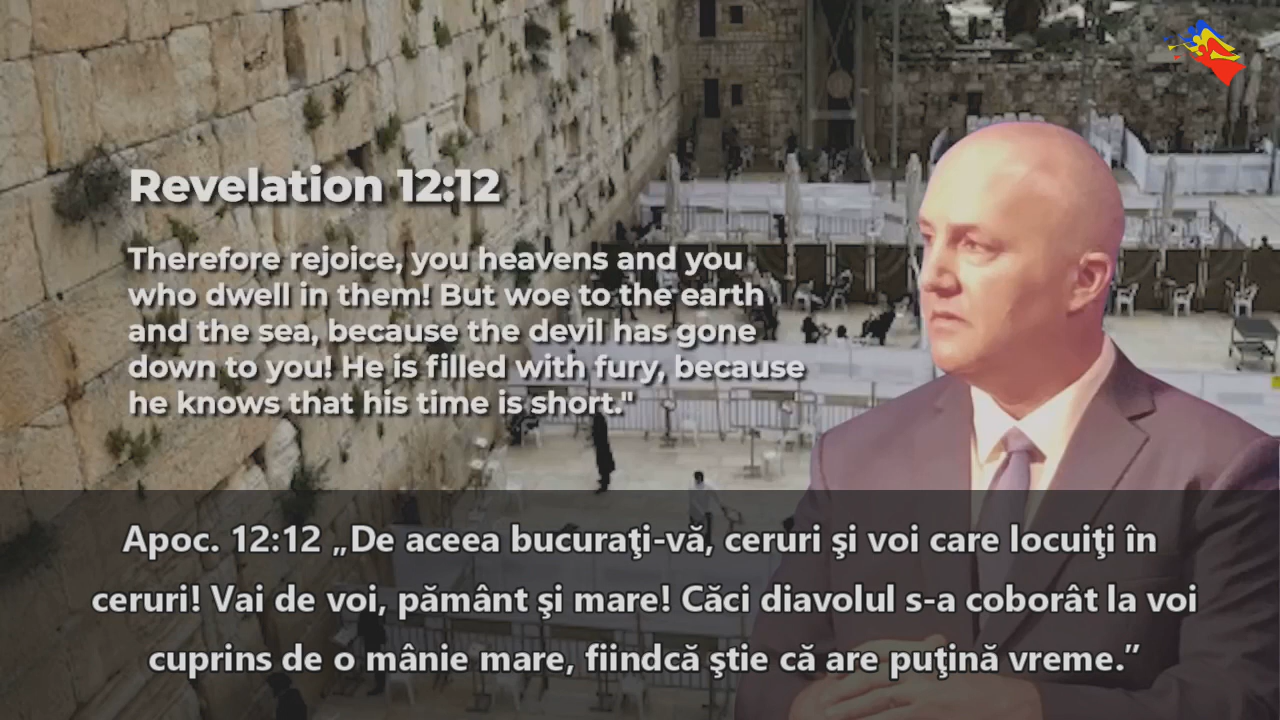 Revelation 12:12
Therefore rejoice, you heavens and you
who dwell in them! But woe to the earth
and the sea, because the devil has gone
down to you! He is filled with fury, because
he knows that his time is short."
Apoc. 12:12 „De aceea bucuraţi-vă, ceruri şi voi care locuiţi în
ceruri! Vai de voi, pământ şi mare! Căci diavolul s-a coborât la voi
cuprins de o mânie mare, fiindcă ştie că are puţină vreme.”